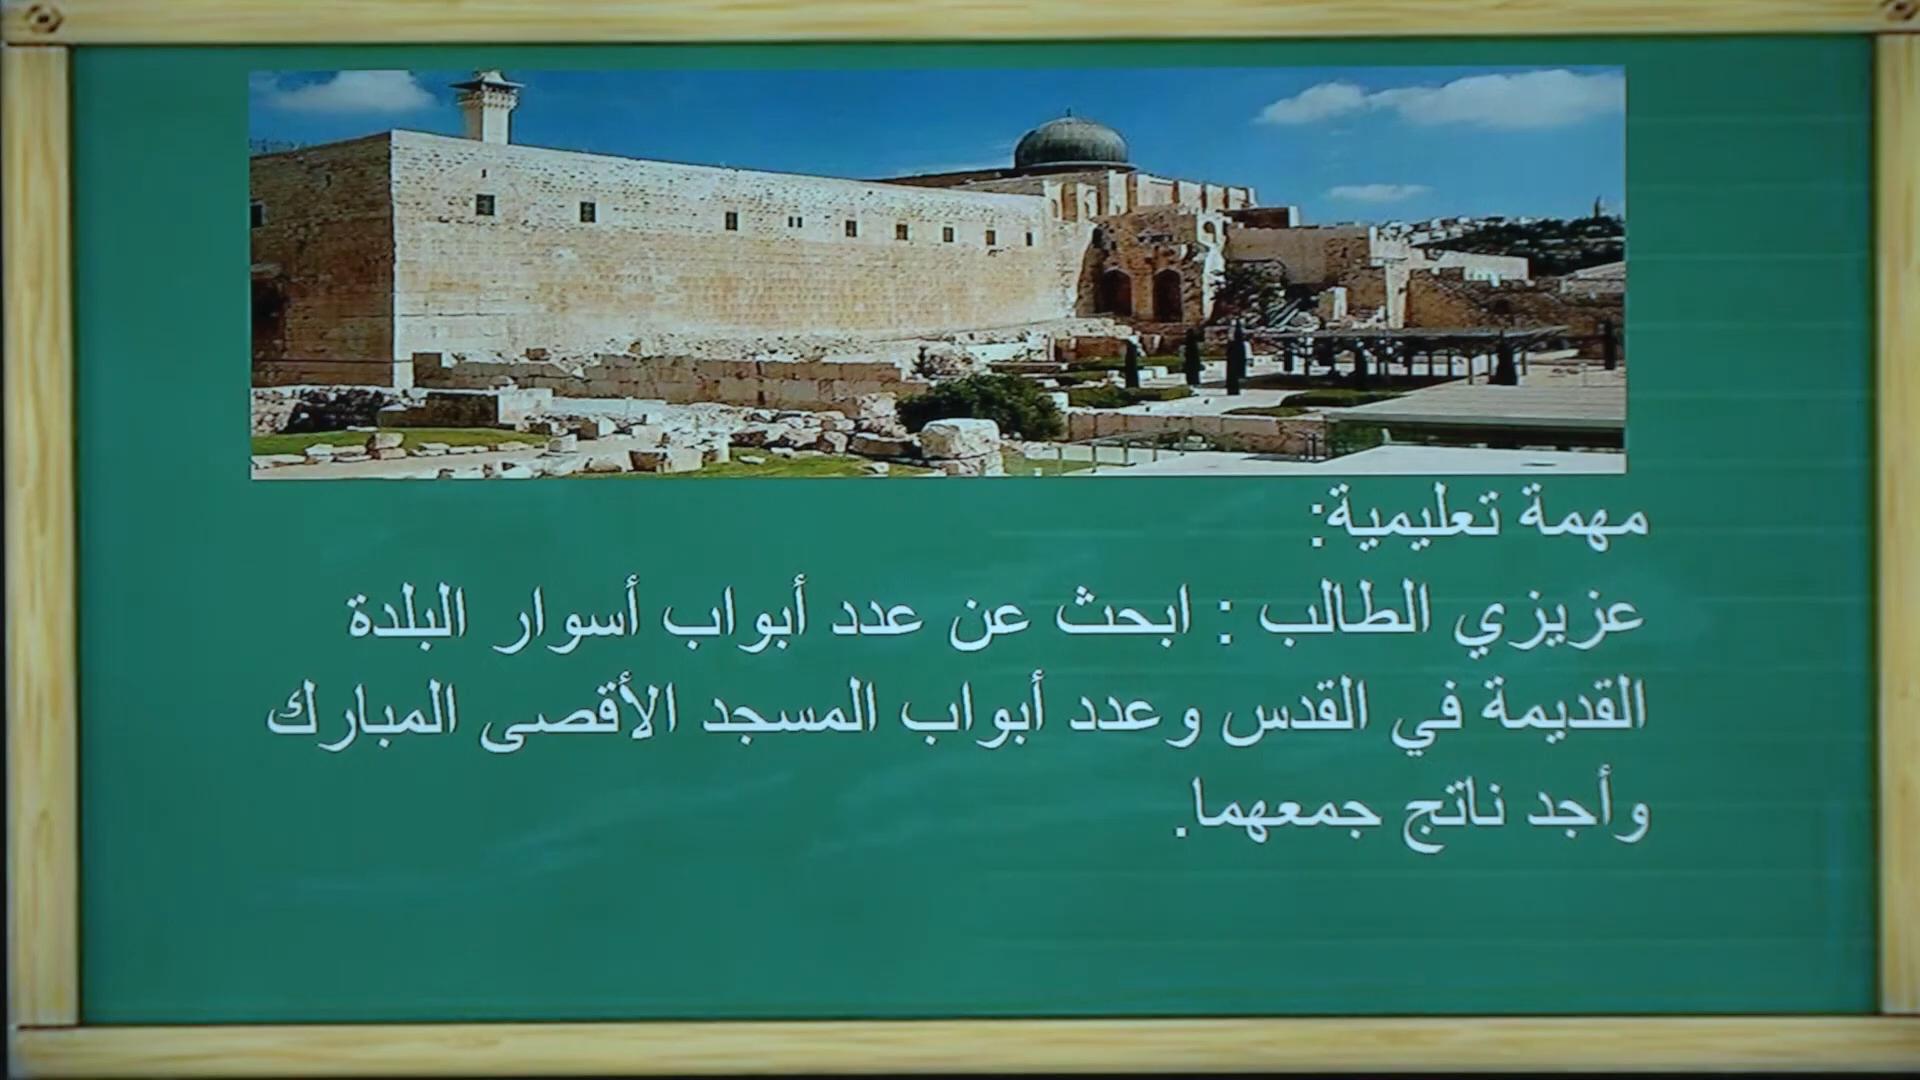 مهمة تعليمية:
عزيزي الطالب : ابحث عن عدد أبواب أسوار البلدة
القديمة في القدس وعدد أبواب المسجد الأقصى المبارك
وأجد ناتج جمعهما.